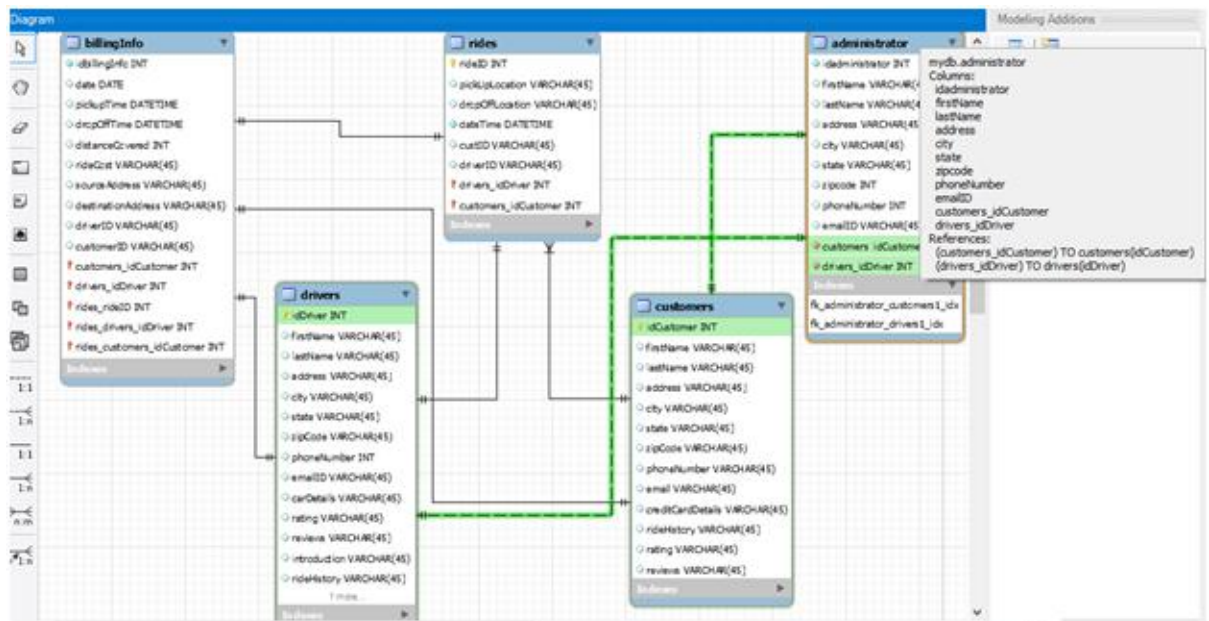 Diagram
Modeling Additions
billingInfo
idbillingInfo INT
date DATE
pickupTime DATETIME
dropOffTime DATETIME
distanceCovered INT
rideCost VARCHAR(45)
sourceAddress VARCHAR(45)
destinationAddress VARCHAR(45)
driverID VARCHAR(45)
customerID VARCHAR(45)
customers_idCustomer INT
drivers_idDriver INT
rides_rideID INT
rides_drivers_idDriver INT
rides_customers_idCustomer INT
Indexes
rides
rideID INT
pickUpLocation VARCHAR(45)
dropOffLocation VARCHAR(45)
dateTime DATETIME
custID VARCHAR(45)
driverID VARCHAR(45)
drivers_idDriver INT
customers_idCustomer INT
Indexes
administrator
idadministrator INT
firstName VARCHAR(4
lastName VARCHAR(4
address VARCHAR(45
city VARCHAR(45)
state VARCHAR(45)
zipcode INT
phoneNumber INT
emailID VARCHAR(45)
customers_idCustome
drivers_idDriver INT
Indexes
fk_administrator_customers1_idx
fk_administrator_drivers1_idx
mydb.administrator
Columns:
idadministrator
firstName
lastName
address
city
state
zipcode
phoneNumber
emailID
customers_idCustomer
drivers_idDriver
References:
(customers_idCustomer) TO customers(idCustomer)
(drivers_idDriver) TO drivers(idDriver)
drivers
idDriver INT
firstName VARCHAR(45)
lastName VARCHAR(45)
address VARCHAR(45)
city VARCHAR(45)
state VARCHAR(45)
zipCode VARCHAR(45)
phoneNumber INT
emailID VARCHAR(45)
carDetails VARCHAR(45)
rating VARCHAR(45)
reviews VARCHAR(45)
introduction VARCHAR(45)
rideHistory VARCHAR(45)
1 more...
Indexes
customers
idCustomer INT
firstName VARCHAR(45)
lastName VARCHAR(45)
address VARCHAR(45)
city VARCHAR(45)
state VARCHAR(45)
zipCode VARCHAR(45)
phoneNumber VARCHAR(45)
email VARCHAR(45)
creditCardDetails VARCHAR(45)
rideHistory VARCHAR(45)
rating VARCHAR(45)
reviews VARCHAR(45)
Indexes
1:1
1:n
1:1
1:n
n:m
1:n